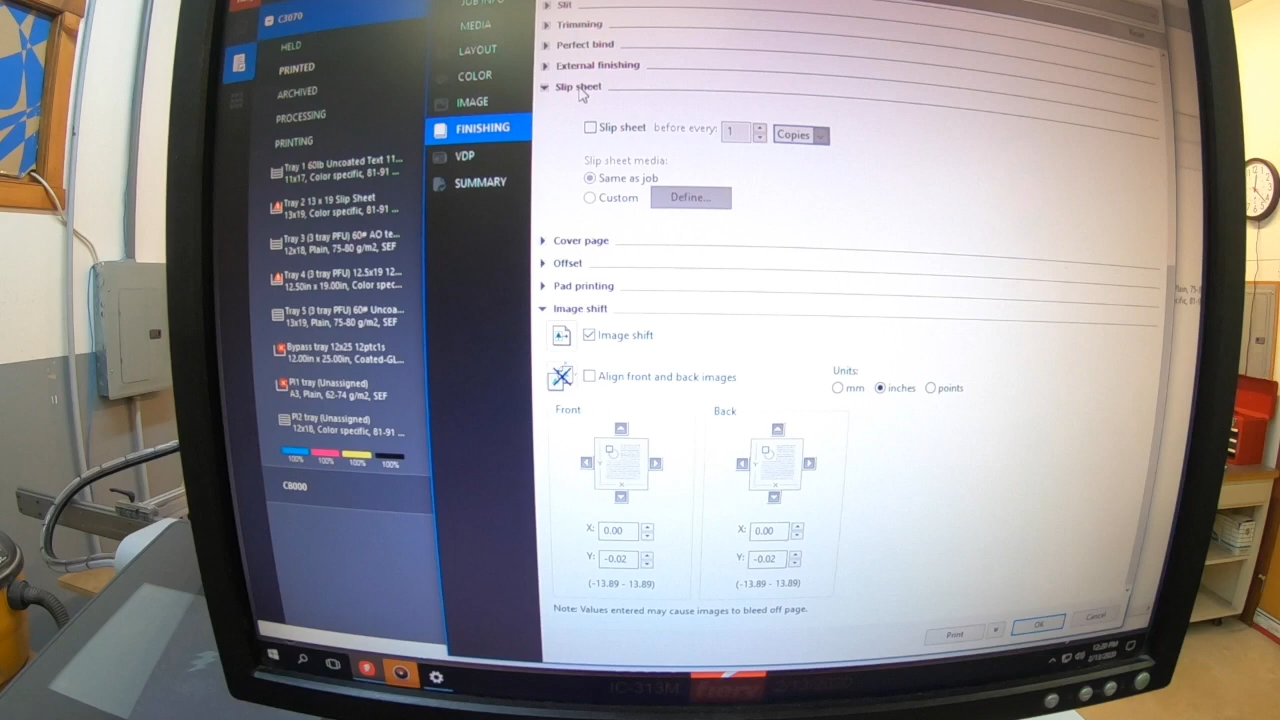 C3070
HELD
PRINTED
ARCHIVED
PROCESSING
PRINTING
Tray 1 60lb Uncoated Text 11...
11x17, Color specific, 81-91 ...
Tray 2 13 x 19 Slip Sheet
13x19, Color specific, 81-91 ...
Tray 3 (3 tray PFU) 60# AO te...
12x18, Plain, 75-80 g/m2, SEF
Tray 4 (3 tray PFU) 12.5x19 12...
12.50in x 19.00in, Color spec...
Tray 5 (3 tray PFU) 60# Uncoa...
13x19, Plain, 75-80 g/m2, SEF
Bypass tray 12x25 12ptc1s
12.00in x 25.00in, Coated-GL...
PI1 tray (Unassigned)
A3, Plain, 62-74 g/m2, SEF
PI2 tray (Unassigned)
12x18, Color specific, 81-91 ...
100% 100% 100% 100%
C8000
JOB INFO
MEDIA
LAYOUT
COLOR
IMAGE
FINISHING
VDP
SUMMARY
Slit
Trimming
Perfect bind
External finishing
Slip sheet
Slip sheet before every: 1 Copies
Slip sheet media:
Same as job
Custom Define...
Cover page
Offset
Pad printing
Image shift
Image shift
Align front and back images
Units:
mm inches points
Front Back
X: 0.00 X: 0.00
Y: -0.02 Y: -0.02
(-13.89 - 13.89) (-13.89 - 13.89)
Note: Values entered may cause images to bleed off page.
Print OK Cancel
Reset
IC-313M fiery